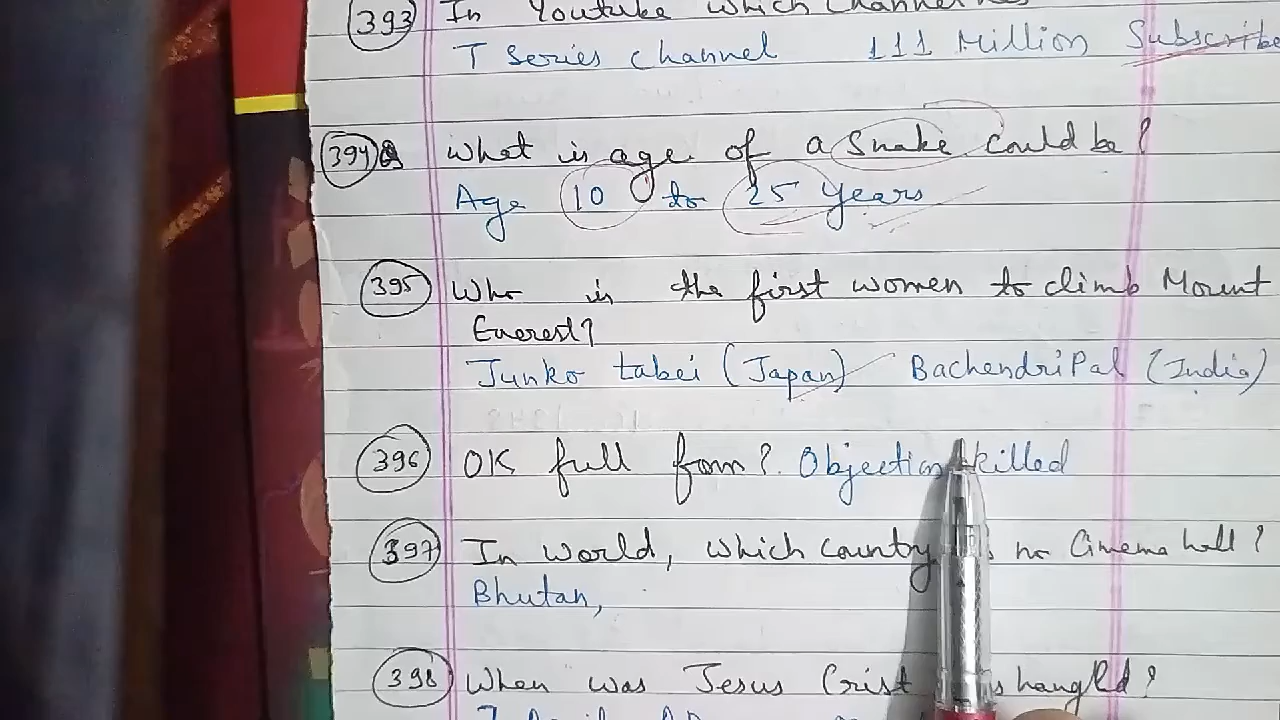 393 In Youtube which channel has
T Series channel 111 Million Subscribe
394 Q What is age of a Snake could be?
Age 10 to 25 years
395 Who is the first women to climb Mount
Everest?
Junko tabei (Japan) Bachendri Pal (India)
396 OK full from? Objection killed
397 In World, which country no Cinema hall?
Bhutan,
398 When was Jesus Crist hangled?